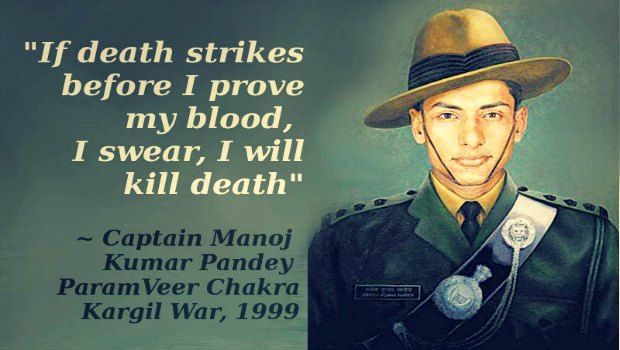 "If death strikes
before I prove
my blood,
I swear, I will
kill death"
~ Captain Manoj
Kumar Pandey
ParamVeer Chakra
Kargil War, 1999